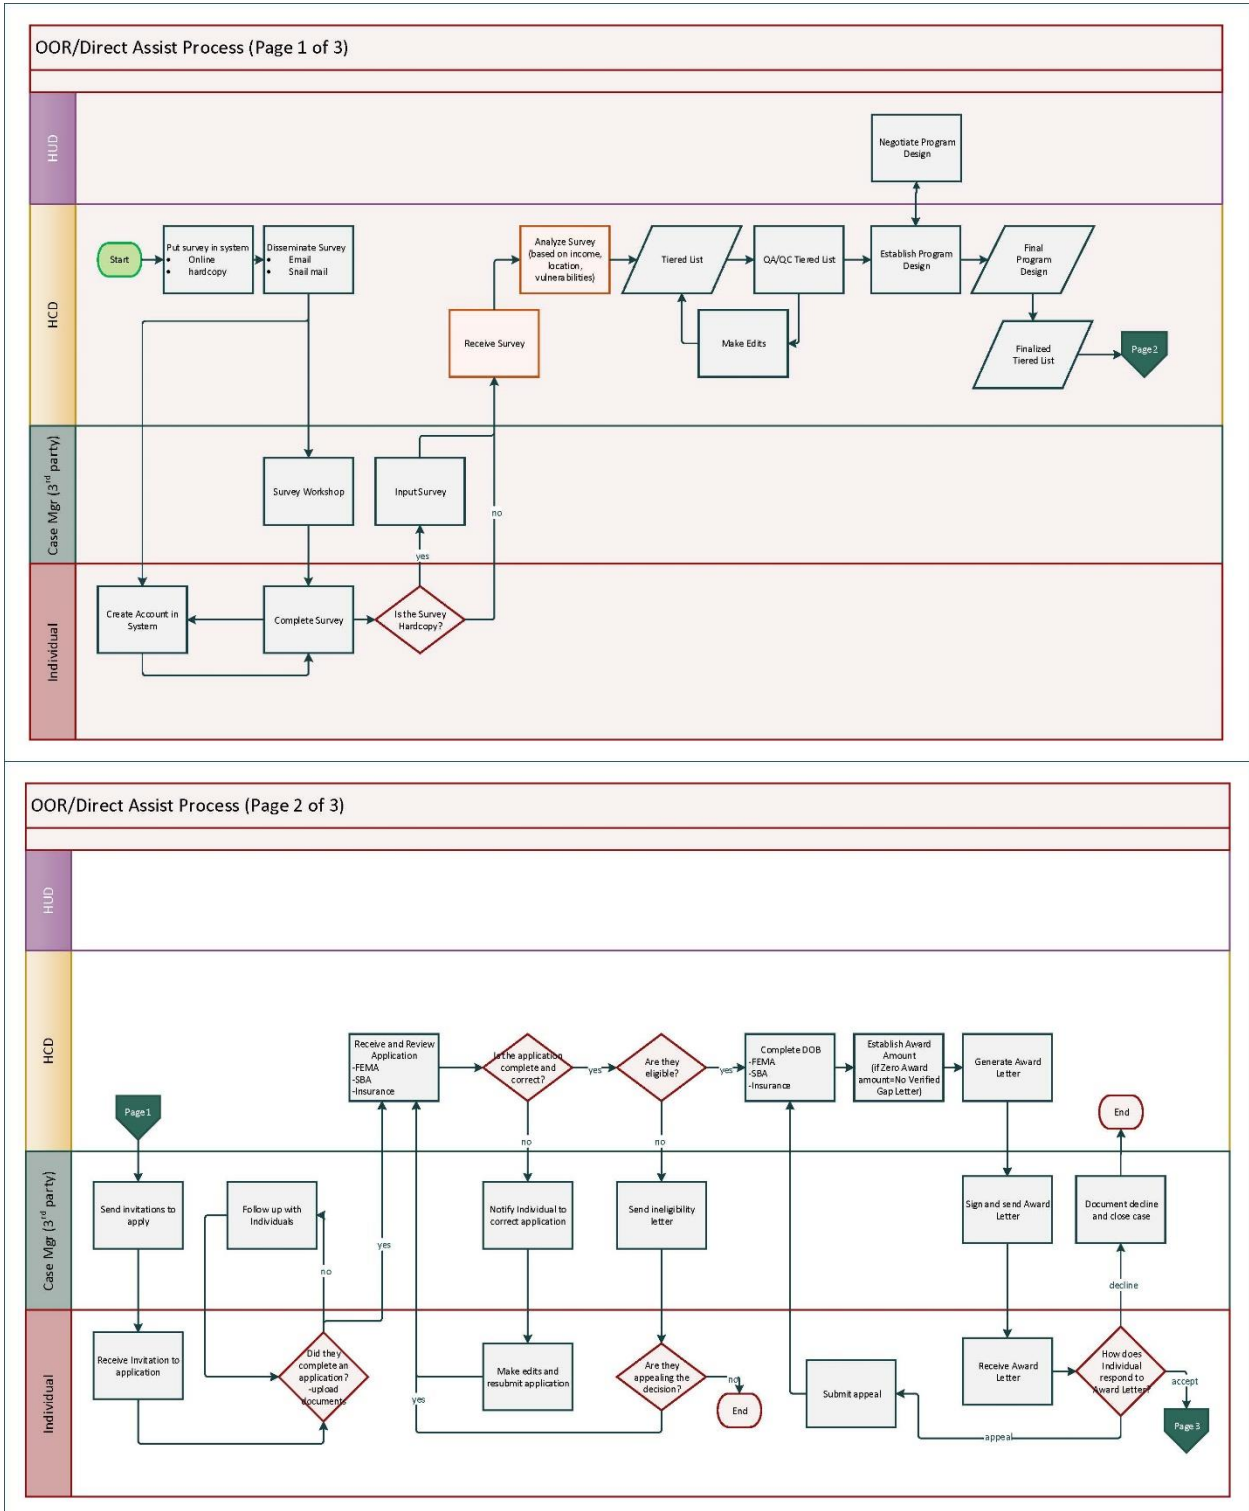 OOR/Direct Assist Process (Page 1 of 3)
HUD
Negotiate Program
Design
HCD
Start
Put survey in system
• Online
• hardcopy
Disseminate Survey
• Email
• Snail mail
Analyze Survey
(based on income,
location,
vulnerabilities)
Tiered List
QA/QC Tiered List
Establish Program
Design
Final
Program
Design
Receive Survey
Make Edits
Finalized
Tiered List
Page 2
Case Mgr (3rd party)
Survey Workshop
Input Survey
no
yes
Individual
Create Account in
System
Complete Survey
Is the Survey
Hardcopy?
OOR/Direct Assist Process (Page 2 of 3)
HUD
HCD
Page 1
Receive and Review
Application
-FEMA
-SBA
-Insurance
Is the application
complete and
correct?
yes
Are they
eligible?
yes
Complete DOB
-FEMA
-SBA
-Insurance
Establish Award
Amount
(if Zero Award
amount=No Verified
Gap Letter)
Generate Award
Letter
End
no
no
Case Mgr (3rd party)
Send invitations to
apply
Follow up with
Individuals
yes
no
Notify Individual to
correct application
Send ineligibility
letter
Sign and send Award
Letter
Document decline
and close case
decline
Individual
Receive Invitation to
application
Did they
complete an
application?
-upload
documents
Make edits and
resubmit application
yes
Are they
appealing the
decision?
no
End
Submit appeal
Receive Award
Letter
How does
Individual
respond to
Award Letter?
accept
appeal
Page 3